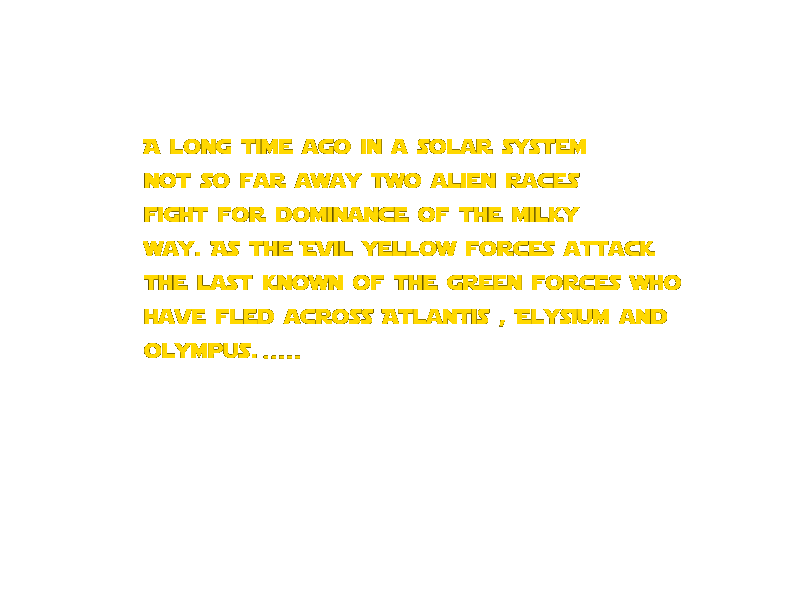 A long time ago in a solar system
not so far away two alien races
fight for dominance of the milky
way. As the Evil yellow forces attack
the last known of the green forces who
have fled across Atlantis , Elysium and
olympus. .....